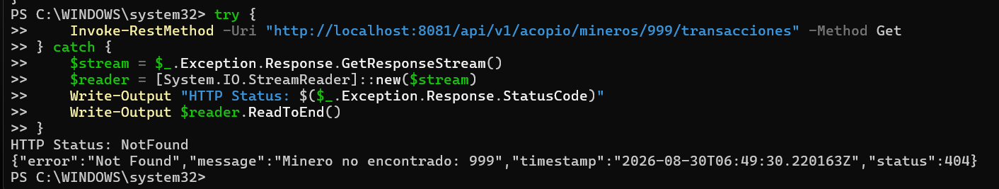 }
PS C:\WINDOWS\system32> try {
>>     Invoke-RestMethod -Uri "http://localhost:8081/api/v1/acopio/mineros/999/transacciones" -Method Get
>> } catch {
>>     $stream = $_.Exception.Response.GetResponseStream()
>>     $reader = [System.IO.StreamReader]::new($stream)
>>     Write-Output "HTTP Status: $($_.Exception.Response.StatusCode)"
>>     Write-Output $reader.ReadToEnd()
>> }
HTTP Status: NotFound
{"error":"Not Found","message":"Minero no encontrado: 999","timestamp":"2026-08-30T06:49:30.220163Z","status":404}
PS C:\WINDOWS\system32>